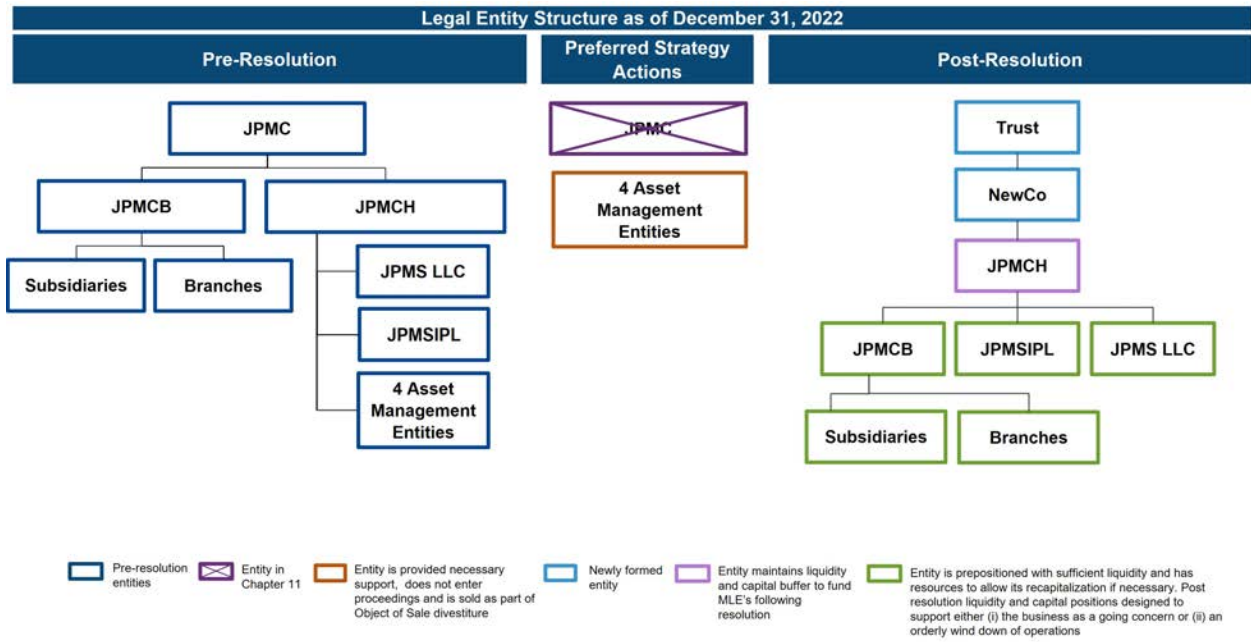 Legal Entity Structure as of December 31, 2022
Pre-Resolution
Preferred Strategy
Actions
Post-Resolution
JPMC
JPMCB
JPMCH
Subsidiaries
Branches
JPMS LLC
JPMSIPL
4 Asset
Management
Entities
JPMC
4 Asset
Management
Entities
Trust
NewCo
JPMCH
JPMCB
JPMSIPL
JPMS LLC
Subsidiaries
Branches
Pre-resolution
entities
Entity in
Chapter 11
Entity is provided necessary
support, does not enter
proceedings and is sold as part of
Object of Sale divestiture
Newly formed
entity
Entity maintains liquidity
and capital buffer to fund
MLE's following
resolution
Entity is prepositioned with sufficient liquidity and has
resources to allow its recapitalization if necessary. Post
resolution liquidity and capital positions designed to
support either (i) the business as a going concern or (ii) an
orderly wind down of operations